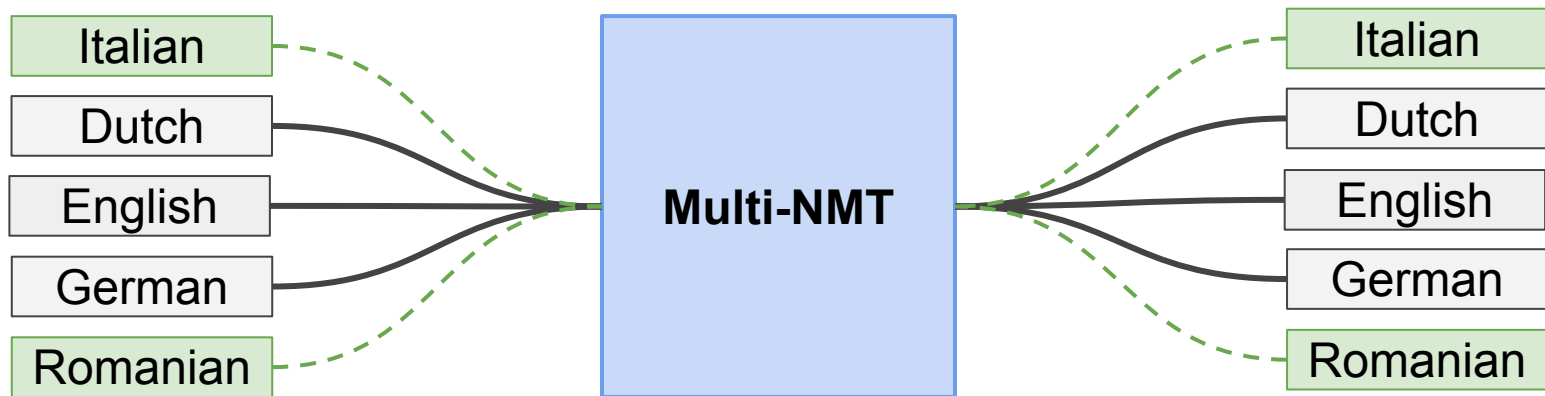 Italian
Dutch
English
German
Romanian
Multi-NMT
Italian
Dutch
English
German
Romanian